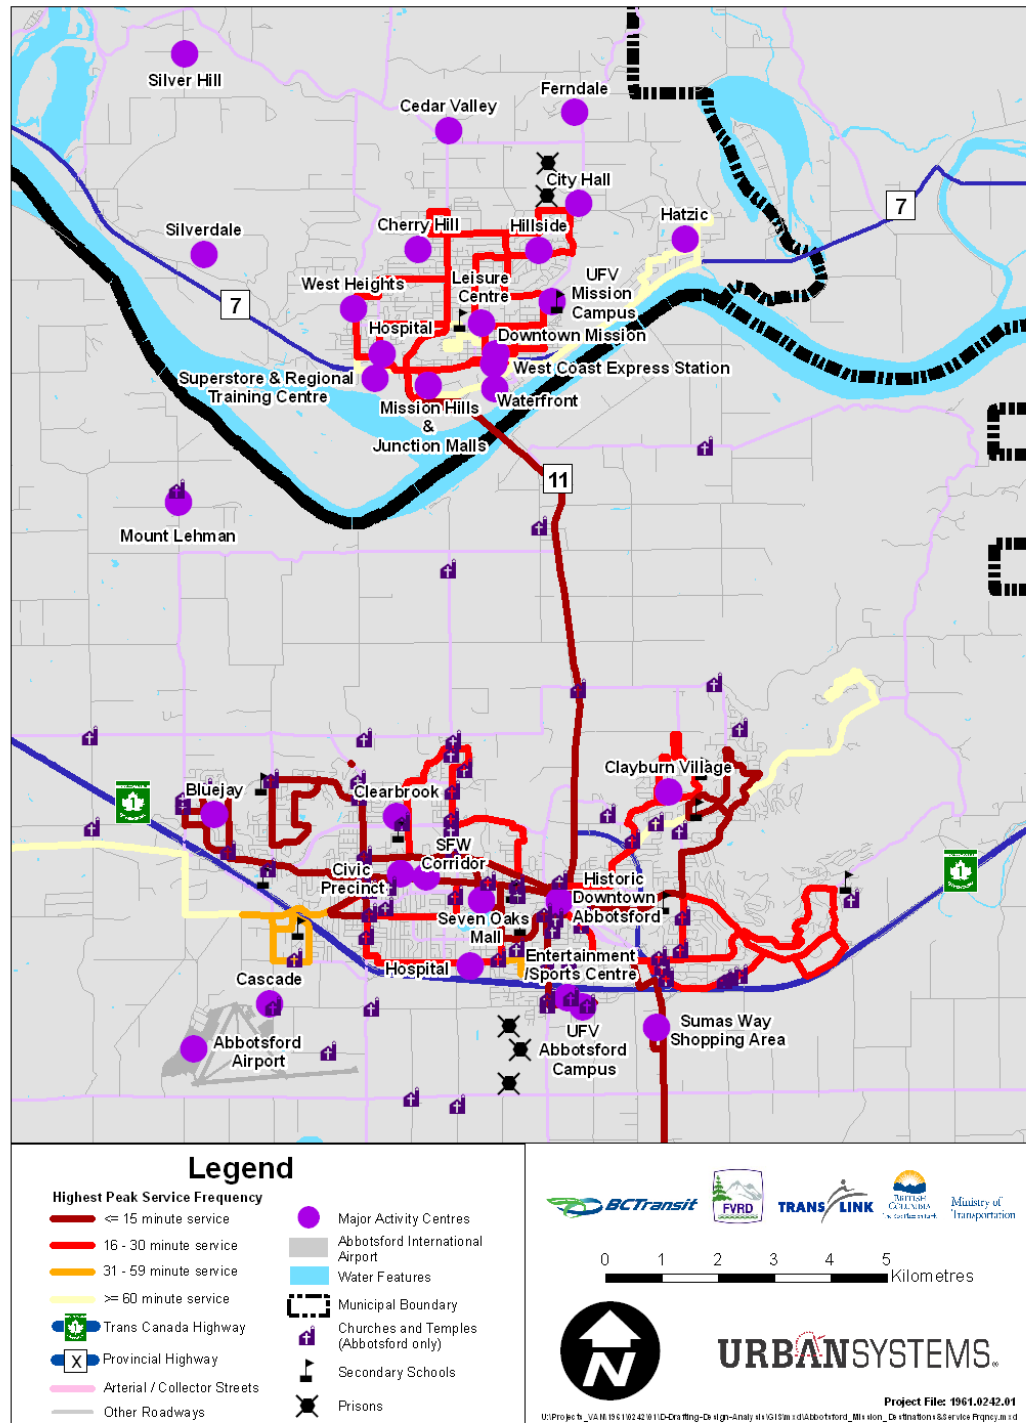 Silver Hill
Cedar Valley
Ferndale
City Hall
Hatzic
7
Silverdale
Cherry Hill
Hillside
7
West Heights
Leisure
Centre
UFV
Mission
Campus
Hospital
Downtown Mission
Superstore & Regional
Training Centre
West Coast Express Station
Mission Hills
&
Junction Malls
Waterfront
11
Mount Lehman
1
Bluejay
Clearbrook
Clayburn Village
SFW
Corridor
Civic
Precinct
Historic
Downtown
Abbotsford
1
Seven Oaks
Mall
Hospital
Entertainment
/Sports Centre
Cascade
Abbotsford
Airport
UFV
Abbotsford
Campus
Sumas Way
Shopping Area
Legend
Highest Peak Service Frequency
<= 15 minute service
16 - 30 minute service
31 - 59 minute service
>= 60 minute service
1 Trans Canada Highway
X Provincial Highway
Arterial / Collector Streets
Other Roadways
Major Activity Centres
Abbotsford International
Airport
Water Features
Municipal Boundary
Churches and Temples
(Abbotsford only)
Secondary Schools
Prisons
BCTransit
FVRD
TRANS LINK
BRITISH
COLUMBIA
Ministry of
Transportation
0 1 2 3 4 5
Kilometres
N
URBANSYSTEMS.
Project File: 1961.0242.01